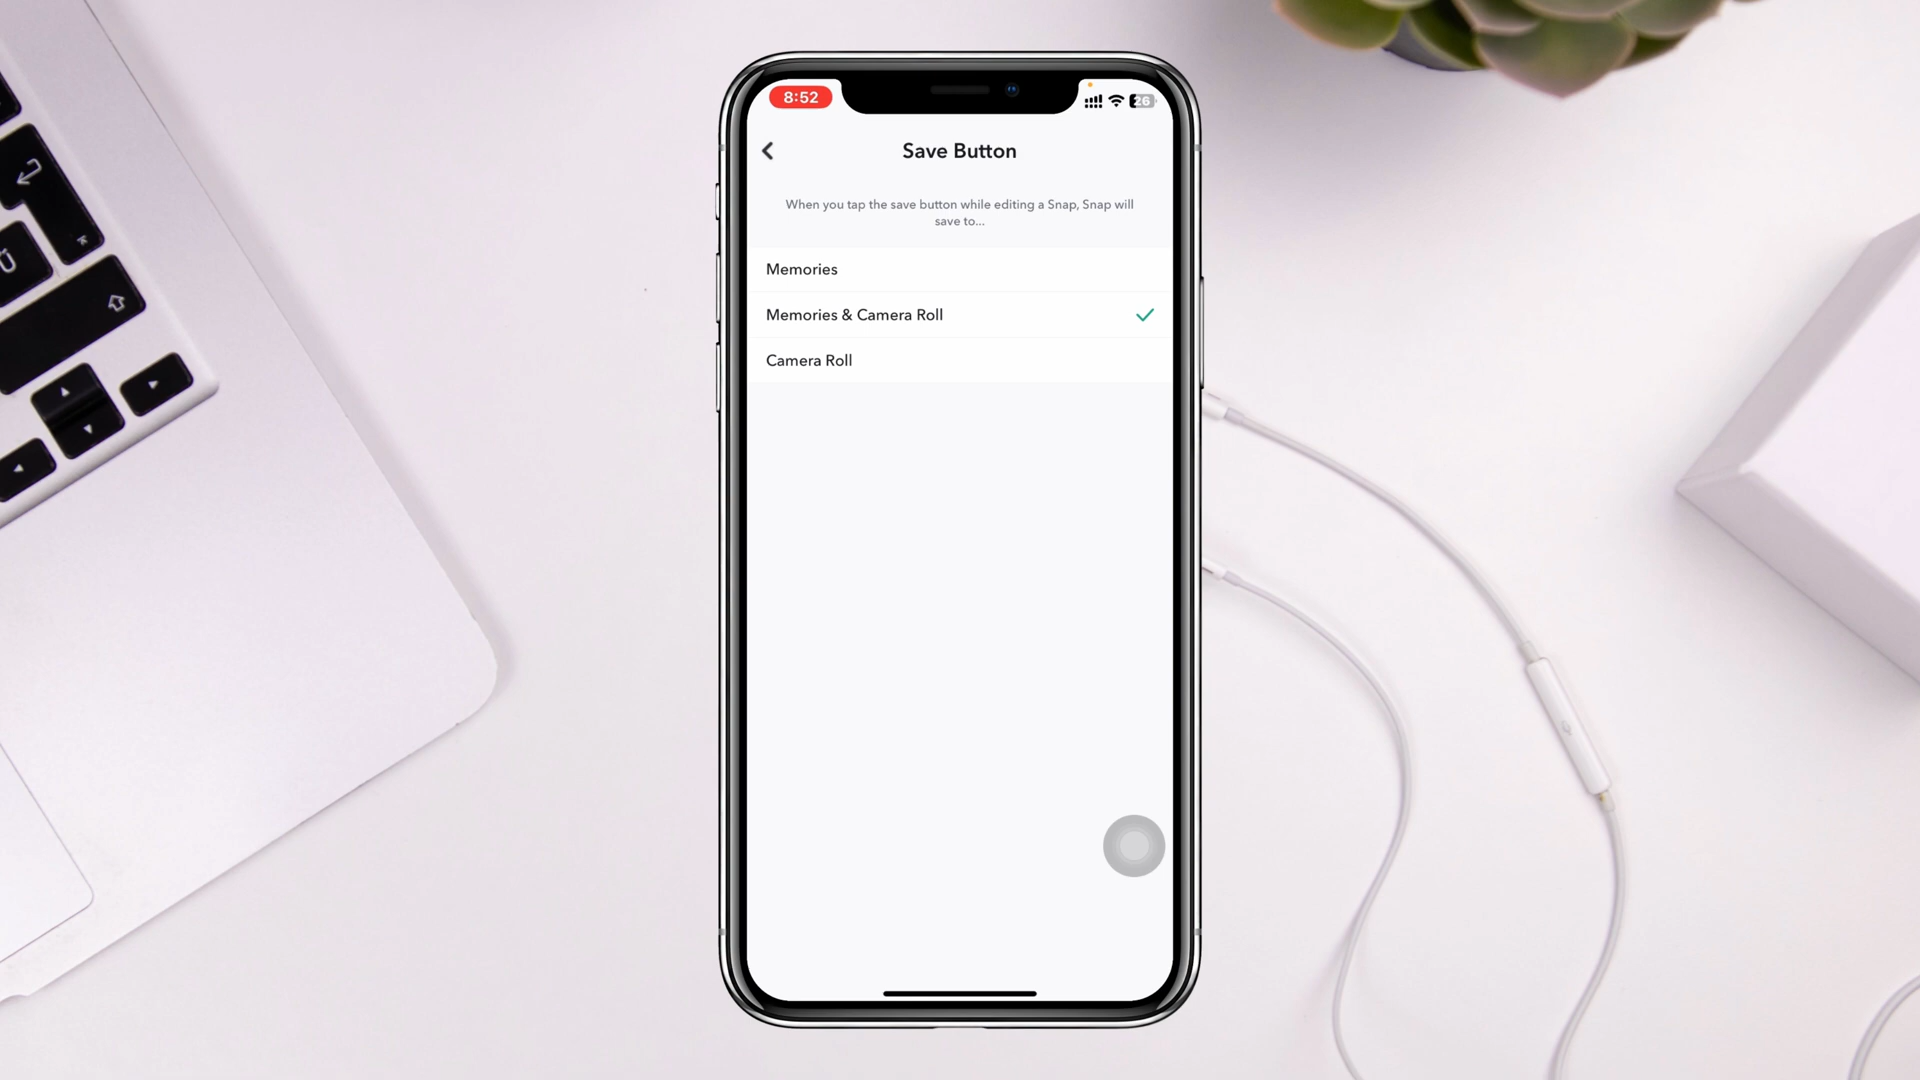 8:52
26
Save Button
When you tap the save button while editing a Snap, Snap will
save to...
Memories
Memories & Camera Roll
Camera Roll
Ü